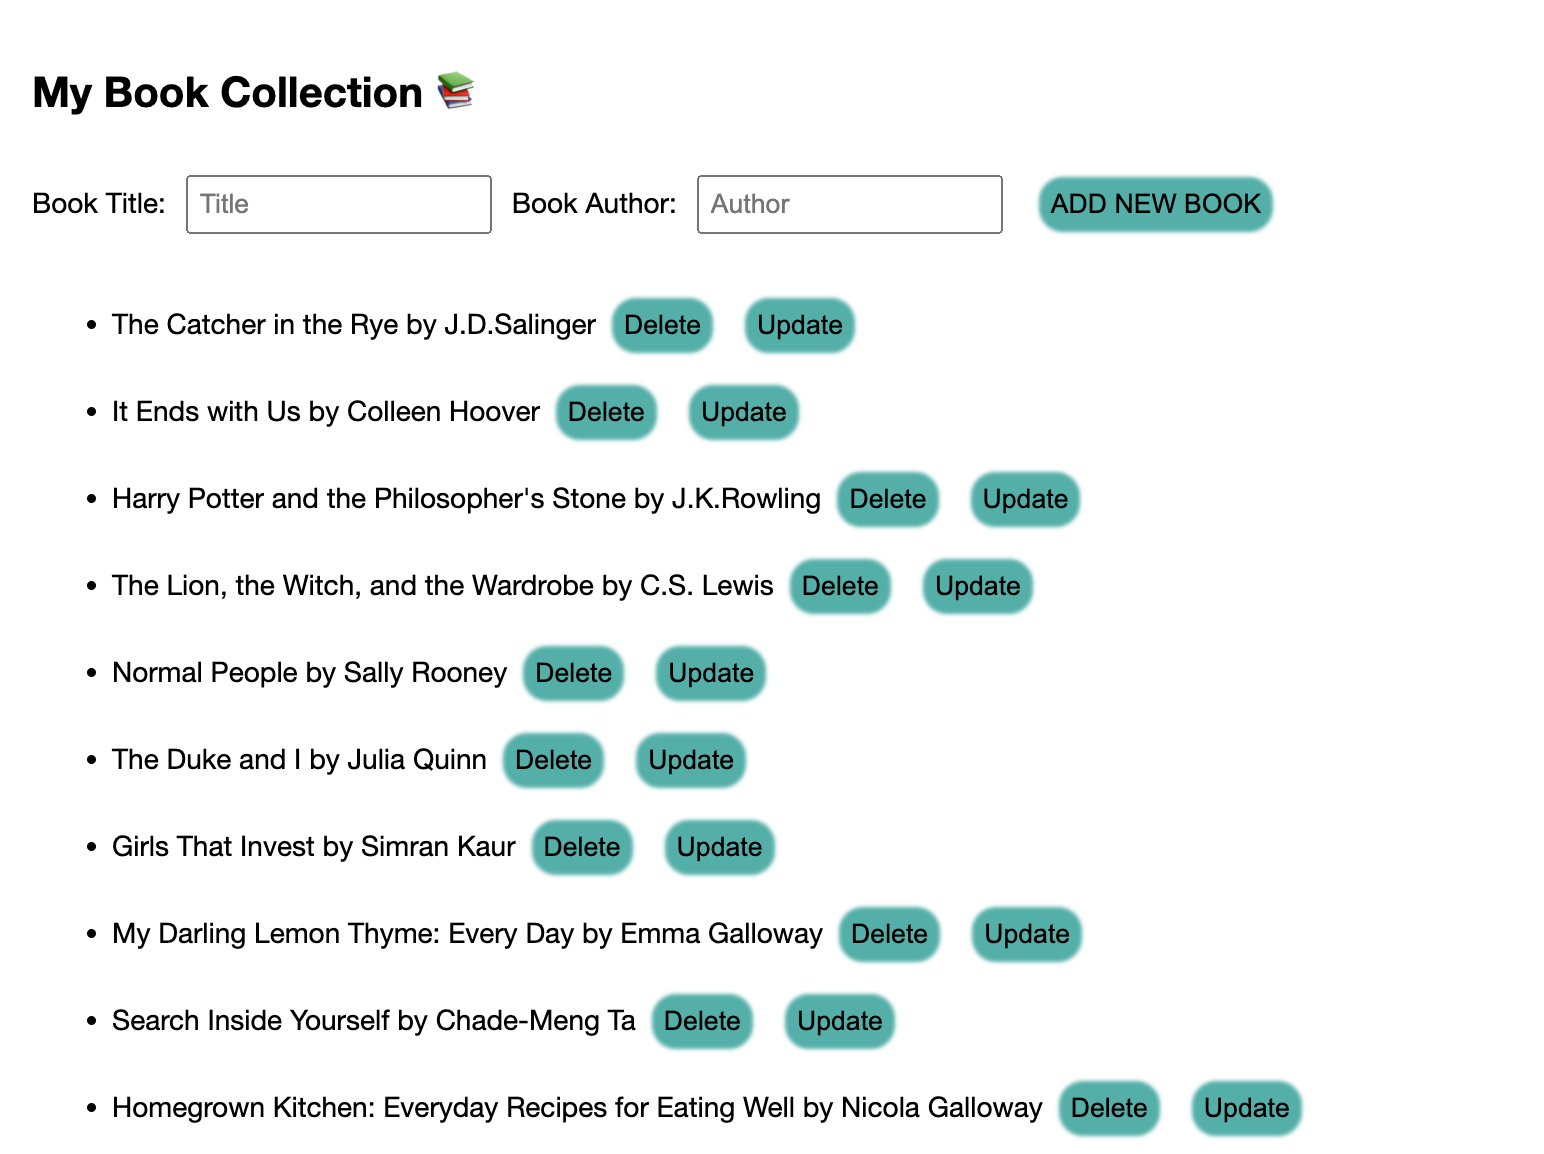 My Book Collection 📚
Book Title: Title Book Author: Author ADD NEW BOOK
• The Catcher in the Rye by J.D.Salinger Delete Update
• It Ends with Us by Colleen Hoover Delete Update
• Harry Potter and the Philosopher's Stone by J.K.Rowling Delete Update
• The Lion, the Witch, and the Wardrobe by C.S. Lewis Delete Update
• Normal People by Sally Rooney Delete Update
• The Duke and I by Julia Quinn Delete Update
• Girls That Invest by Simran Kaur Delete Update
• My Darling Lemon Thyme: Every Day by Emma Galloway Delete Update
• Search Inside Yourself by Chade-Meng Ta Delete Update
• Homegrown Kitchen: Everyday Recipes for Eating Well by Nicola Galloway Delete Update